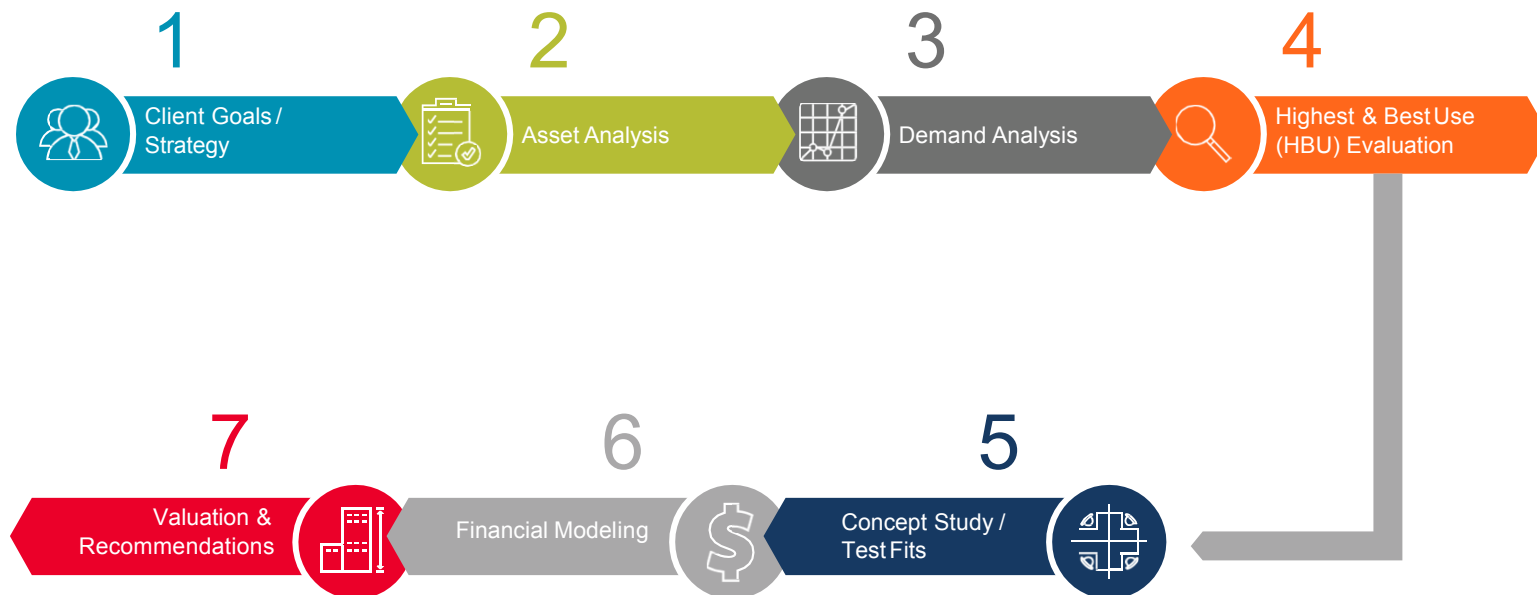 1
Client Goals /
Strategy
2
Asset Analysis
3
Demand Analysis
4
Highest & Best Use
(HBU) Evaluation
5
Concept Study /
Test Fits
6
Financial Modeling
$
7
Valuation &
Recommendations